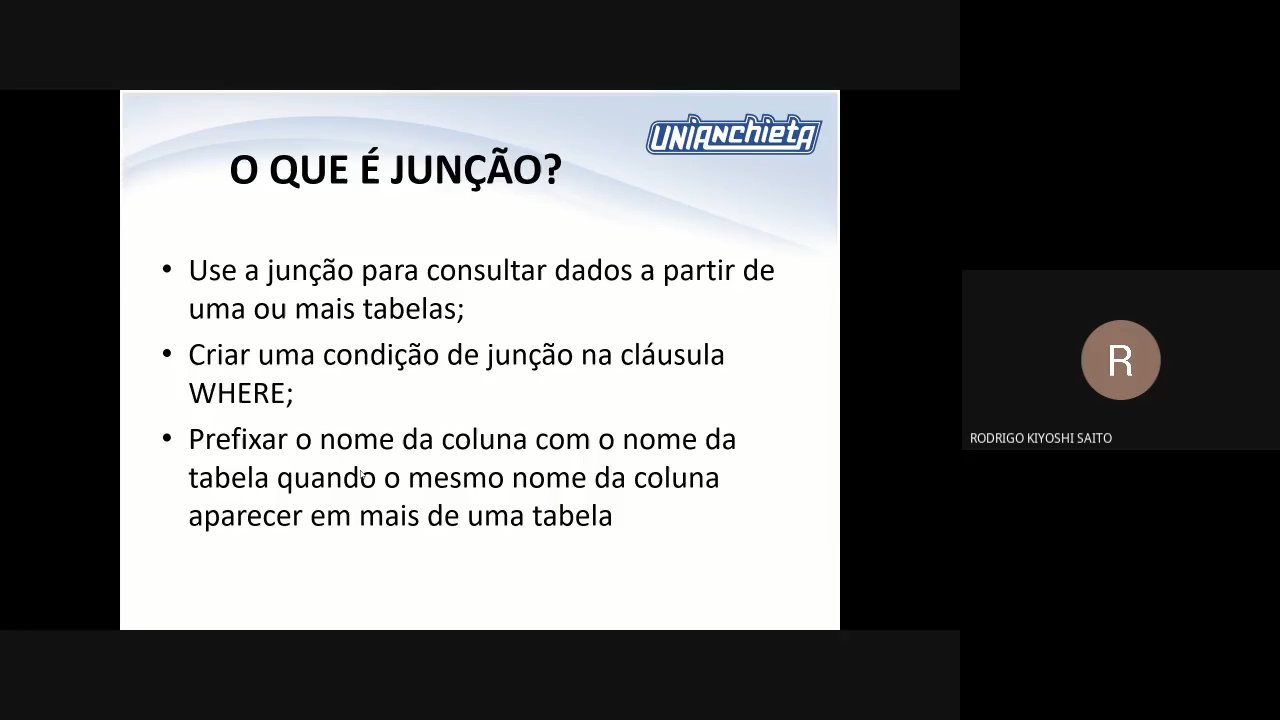 UNIANCHIETA
O QUE É JUNÇÃO?
• Use a junção para consultar dados a partir de
uma ou mais tabelas;
• Criar uma condição de junção na cláusula
WHERE;
• Prefixar o nome da coluna com o nome da
tabela quando o mesmo nome da coluna
aparecer em mais de uma tabela
R
RODRIGO KIYOSHI SAITO